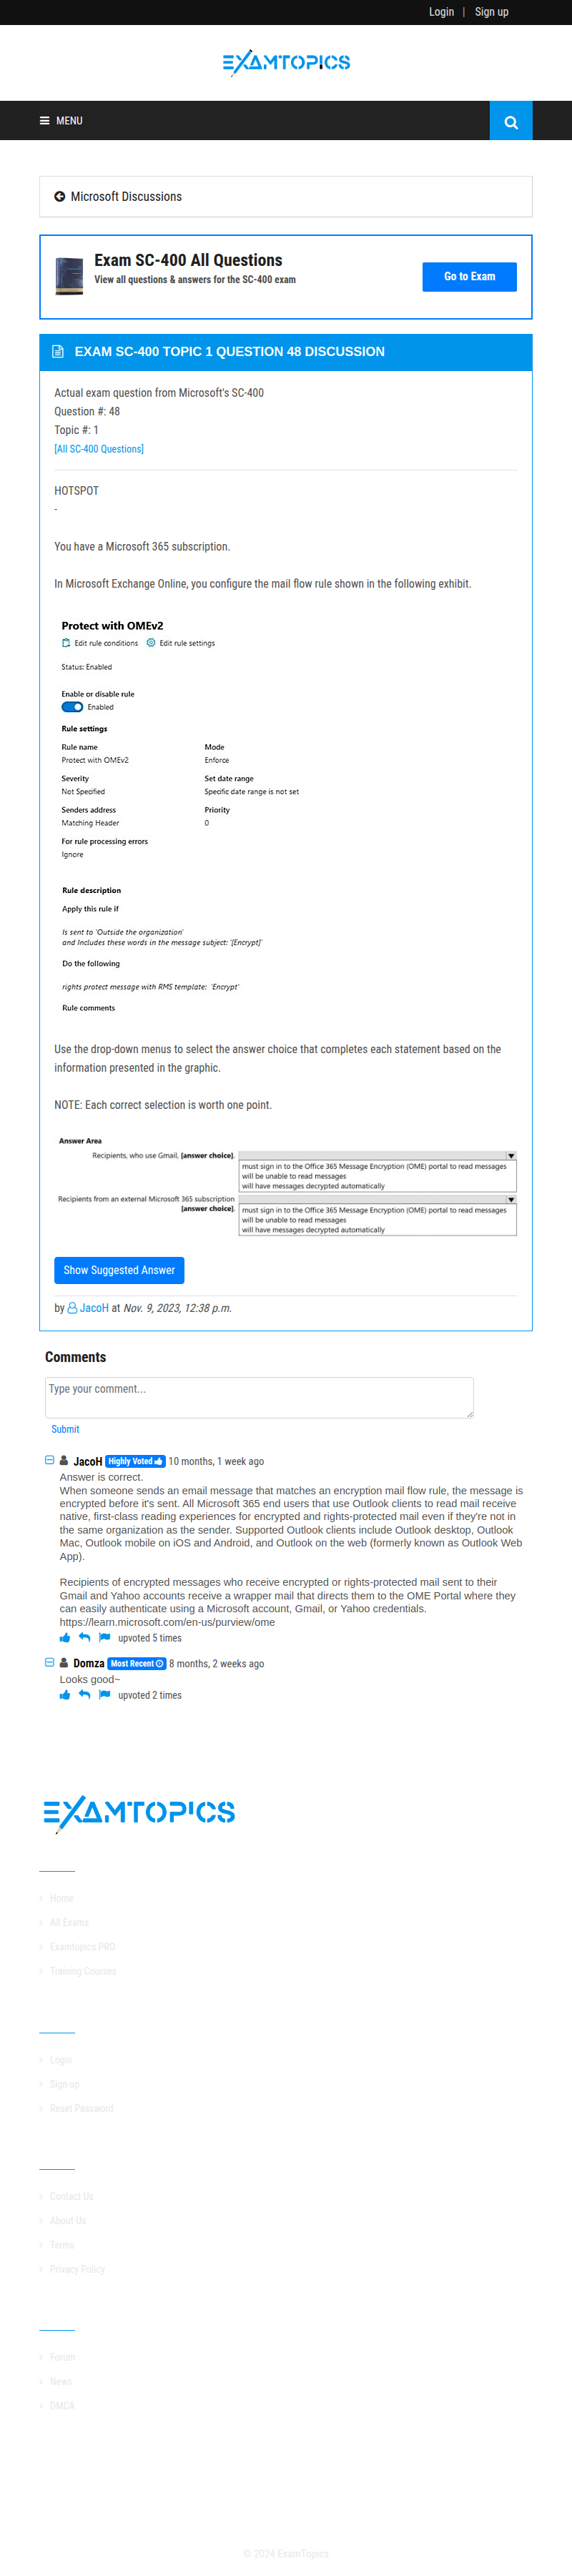 Login | Sign up
EXAMTOPICS
MENU
Microsoft Discussions
Exam SC-400 All Questions
View all questions & answers for the SC-400 exam
Go to Exam
EXAM SC-400 TOPIC 1 QUESTION 48 DISCUSSION
Actual exam question from Microsoft's SC-400
Question #: 48
Topic #: 1
[All SC-400 Questions]
HOTSPOT
-
You have a Microsoft 365 subscription.
In Microsoft Exchange Online, you configure the mail flow rule shown in the following exhibit.
Protect with OMEv2
Edit rule conditions Edit rule settings
Status: Enabled
Enable or disable rule
Enabled
Rule settings
Rule name Mode
Protect with OMEv2 Enforce
Severity Set date range
Not Specified Specific date range is not set
Senders address Priority
Matching Header 0
For rule processing errors
Ignore
Rule description
Apply this rule if
Is sent to 'Outside the organization'
and Includes these words in the message subject: '[Encrypt]'
Do the following
rights protect message with RMS template: 'Encrypt'
Rule comments
Use the drop-down menus to select the answer choice that completes each statement based on the
information presented in the graphic.
NOTE: Each correct selection is worth one point.
Answer Area
Recipients, who use Gmail, [answer choice].
must sign in to the Office 365 Message Encryption (OME) portal to read messages
will be unable to read messages
will have messages decrypted automatically
Recipients from an external Microsoft 365 subscription
[answer choice].
must sign in to the Office 365 Message Encryption (OME) portal to read messages
will be unable to read messages
will have messages decrypted automatically
Show Suggested Answer
by JacoH at Nov. 9, 2023, 12:38 p.m.
Comments
Type your comment...
Submit
JacoH Highly Voted 10 months, 1 week ago
Answer is correct.
When someone sends an email message that matches an encryption mail flow rule, the message is
encrypted before it's sent. All Microsoft 365 end users that use Outlook clients to read mail receive
native, first-class reading experiences for encrypted and rights-protected mail even if they're not in
the same organization as the sender. Supported Outlook clients include Outlook desktop, Outlook
Mac, Outlook mobile on iOS and Android, and Outlook on the web (formerly known as Outlook Web
App).
Recipients of encrypted messages who receive encrypted or rights-protected mail sent to their
Gmail and Yahoo accounts receive a wrapper mail that directs them to the OME Portal where they
can easily authenticate using a Microsoft account, Gmail, or Yahoo credentials.
https://learn.microsoft.com/en-us/purview/ome
upvoted 5 times
Domza Most Recent 8 months, 2 weeks ago
Looks good~
upvoted 2 times
EXAMTOPICS
Home
All Exams
Examtopics PRO
Training Courses
Login
Sign up
Reset Password
Contact Us
About Us
Terms
Privacy Policy
Forum
News
DMCA
© 2024 ExamTopics